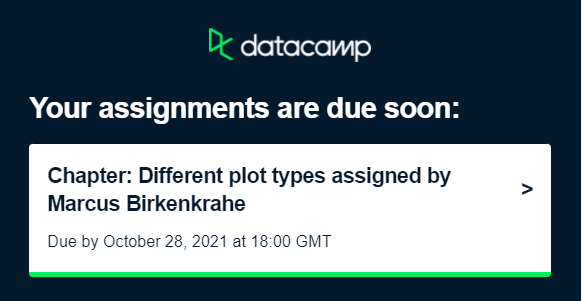 datacamp
Your assignments are due soon:
Chapter: Different plot types assigned by
Marcus Birkenkrahe
>
Due by October 28, 2021 at 18:00 GMT